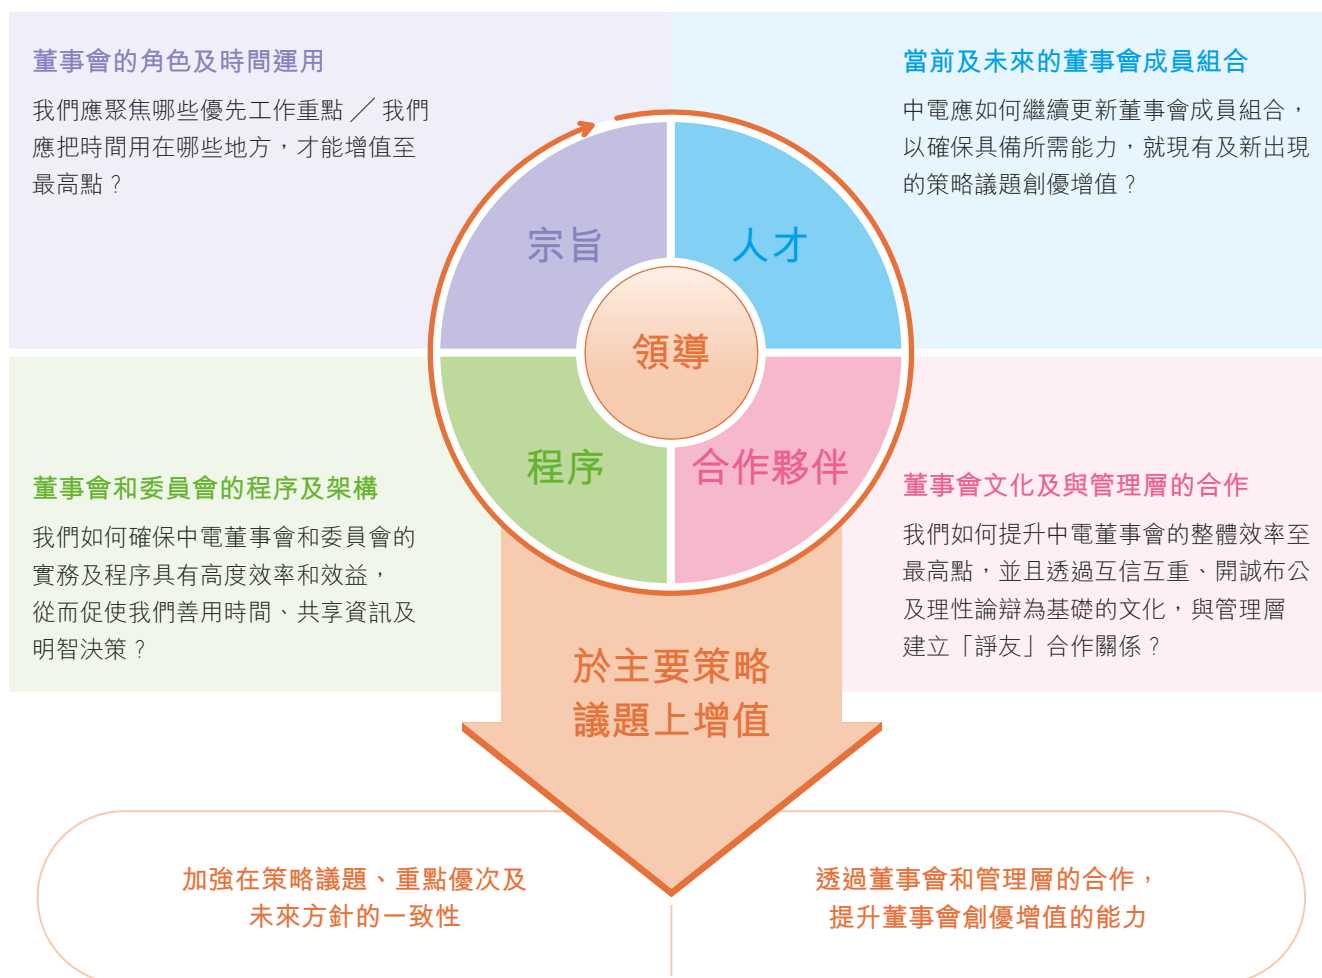 董事會的角色及時間運用
我們應聚焦哪些優先工作重點／我們
應把時間用在哪些地方，才能增值至
最高點？
當前及未來的董事會成員組合
中電應如何繼續更新董事會成員組合，
以確保具備所需能力，就現有及新出現
的策略議題創優增值？
宗旨
人才
領導
程序
合作夥伴
董事會和委員會的程序及架構
我們如何確保中電董事會和委員會的
實務及程序具有高度效率和效益，
從而促使我們善用時間、共享資訊及
明智決策？
董事會文化及與管理層的合作
我們如何提升中電董事會的整體效率至
最高點，並且透過互信互重、開誠布公
及理性論辯為基礎的文化，與管理層
建立「諍友」合作關係？
於主要策略
議題上增值
加強在策略議題、重點優次及
未來方針的一致性
透過董事會和管理層的合作，
提升董事會創優增值的能力